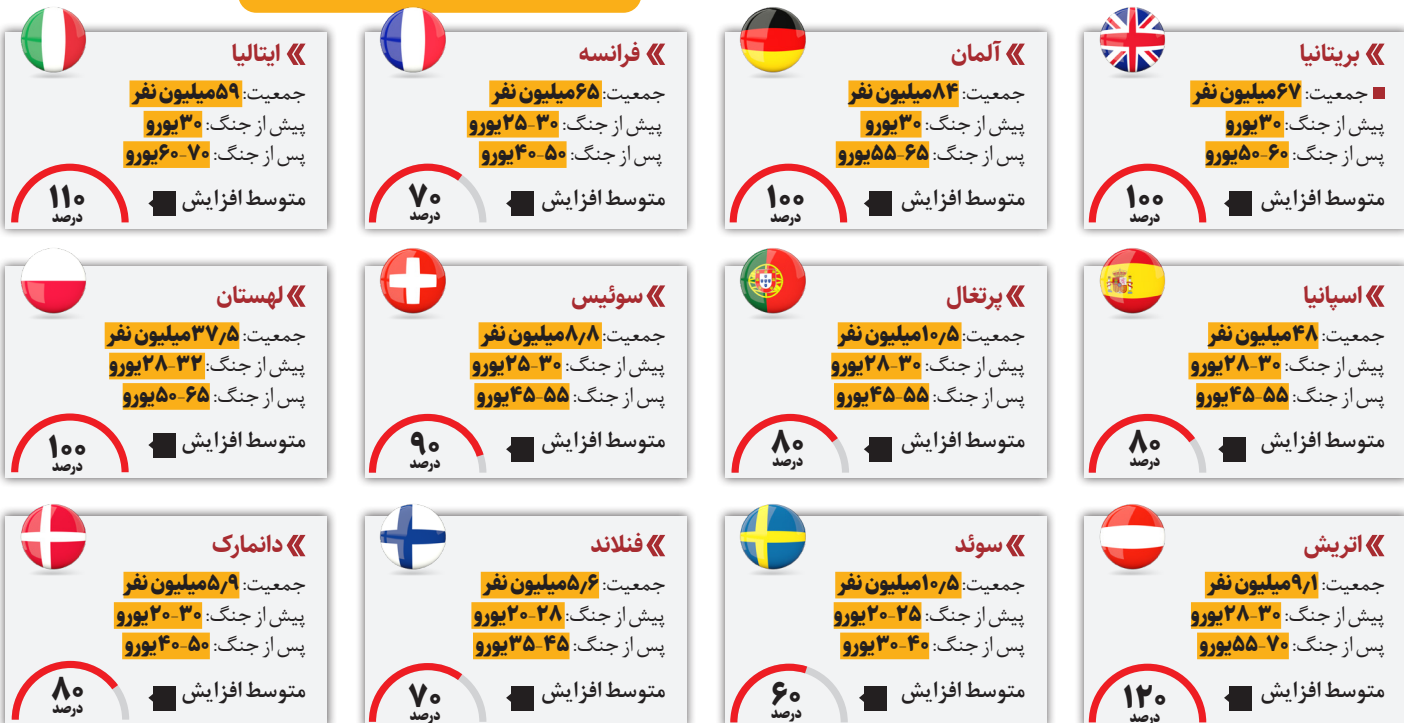 بریتانیا
جمعیت: ۶۷میلیون نفر
پیش از جنگ: ۳۰یورو
پس از جنگ: ۶۰-۵۰یورو
متوسط افزایش
۱۰۰
درصد
آلمان
جمعیت: ۸۴میلیون نفر
پیش از جنگ: ۳۰یورو
پس از جنگ: ۶۵-۵۵یورو
متوسط افزایش
۱۰۰
درصد
فرانسه
جمعیت: ۶۵میلیون نفر
پیش از جنگ: ۳۰-۲۵یورو
پس از جنگ: ۵۰-۴۰یورو
متوسط افزایش
۷۰
درصد
ایتالیا
جمعیت: ۵۹میلیون نفر
پیش از جنگ: ۳۰یورو
پس از جنگ: ۷۰-۶۰یورو
متوسط افزایش
۱۱۰
درصد
اسپانیا
جمعیت: ۴۸میلیون نفر
پیش از جنگ: ۳۰-۲۸یورو
پس از جنگ: ۵۵-۴۵یورو
متوسط افزایش
۸۰
درصد
پرتغال
جمعیت: ۱۰٫۵میلیون نفر
پیش از جنگ: ۳۰-۲۸یورو
پس از جنگ: ۵۵-۴۵یورو
متوسط افزایش
۸۰
درصد
سوئیس
جمعیت: ۸٫۸میلیون نفر
پیش از جنگ: ۳۰-۲۵یورو
پس از جنگ: ۵۵-۴۵یورو
متوسط افزایش
۹۰
درصد
لهستان
جمعیت: ۳۷٫۵میلیون نفر
پیش از جنگ: ۳۲-۲۸یورو
پس از جنگ: ۶۵-۵۰یورو
متوسط افزایش
۱۰۰
درصد
اتریش
جمعیت: ۹٫۱میلیون نفر
پیش از جنگ: ۳۰-۲۸یورو
پس از جنگ: ۷۰-۵۵یورو
متوسط افزایش
۱۲۰
درصد
سوئد
جمعیت: ۱۰٫۵میلیون نفر
پیش از جنگ: ۲۵-۲۰یورو
پس از جنگ: ۴۰-۳۰یورو
متوسط افزایش
۶۰
درصد
فنلاند
جمعیت: ۵٫۶میلیون نفر
پیش از جنگ: ۲۸-۲۰یورو
پس از جنگ: ۴۵-۳۵یورو
متوسط افزایش
۷۰
درصد
دانمارک
جمعیت: ۵٫۹میلیون نفر
پیش از جنگ: ۳۰-۲۰یورو
پس از جنگ: ۵۰-۴۰یورو
متوسط افزایش
۸۰
درصد